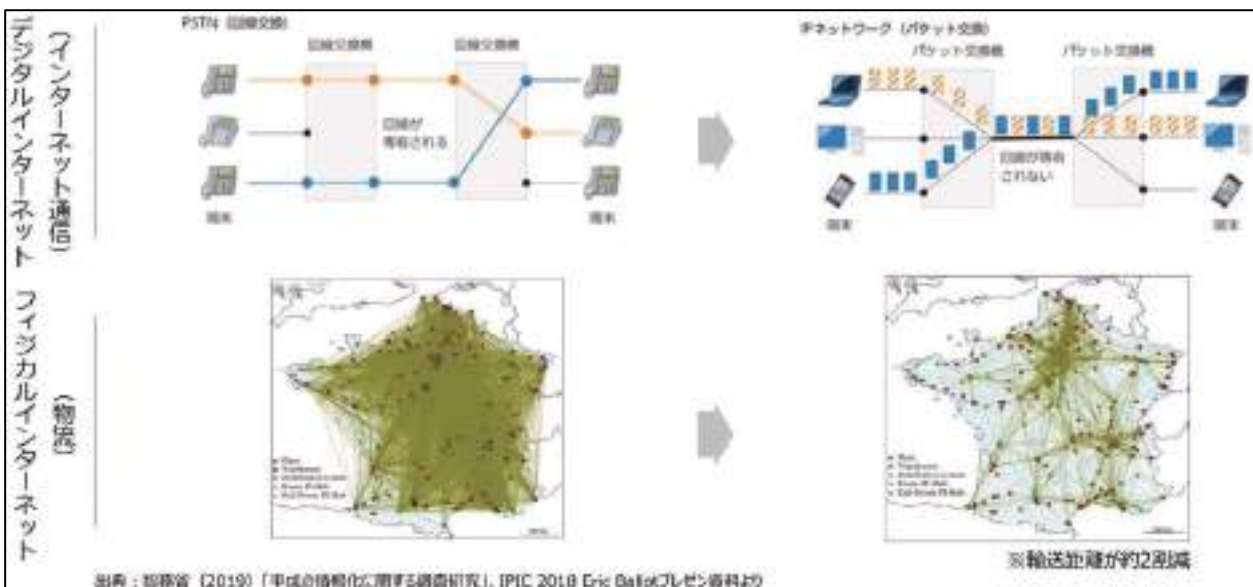 デジタルインターネット
(インターネット通信)
PSTN (回線交換)
回線交換機
回線交換機
回線が
専有される
端末
端末
IPネットワーク (パケット交換)
パケット交換機
パケット交換機
回線が専有
されない
端末
端末
フィジカルインターネット
(物流)
※輸送距離が約2割減
出典:総務省 (2019) 「平成の情報化に関する調査研究」, IPIC 2018 Eric Ballotプレゼン資料より